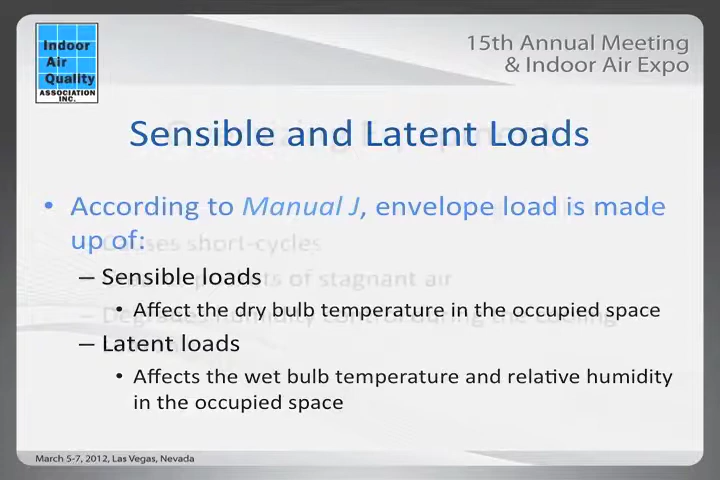 Indoor
Air
Quality
ASSOCIATION
INC.
15th Annual Meeting
& Indoor Air Expo
Sensible and Latent Loads
• According to Manual J, envelope load is made
up of:
– Sensible loads
• Affect the dry bulb temperature in the occupied space
– Latent loads
• Affects the wet bulb temperature and relative humidity
in the occupied space
March 5-7, 2012, Las Vegas, Nevada